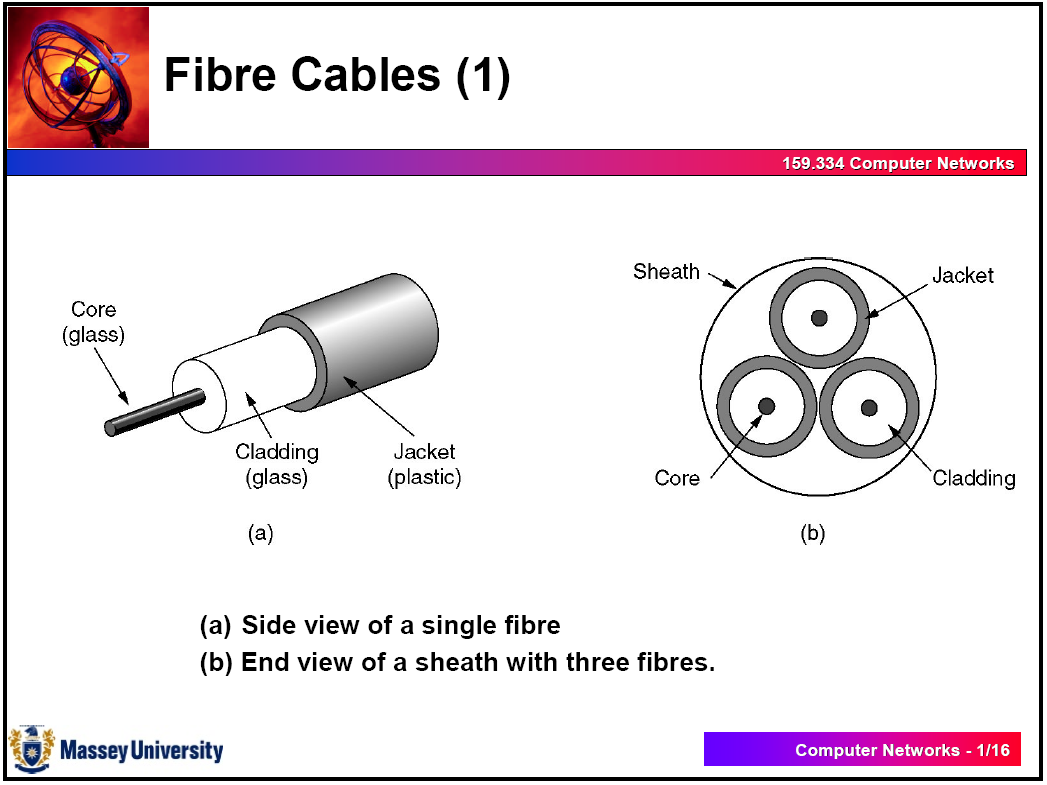 Fibre Cables (1)
159.334 Computer Networks
Core
(glass)
Cladding
(glass)
Jacket
(plastic)
(a)
Sheath
Jacket
Core
Cladding
(b)
(a) Side view of a single fibre
(b) End view of a sheath with three fibres.
Massey University
Computer Networks - 1/16